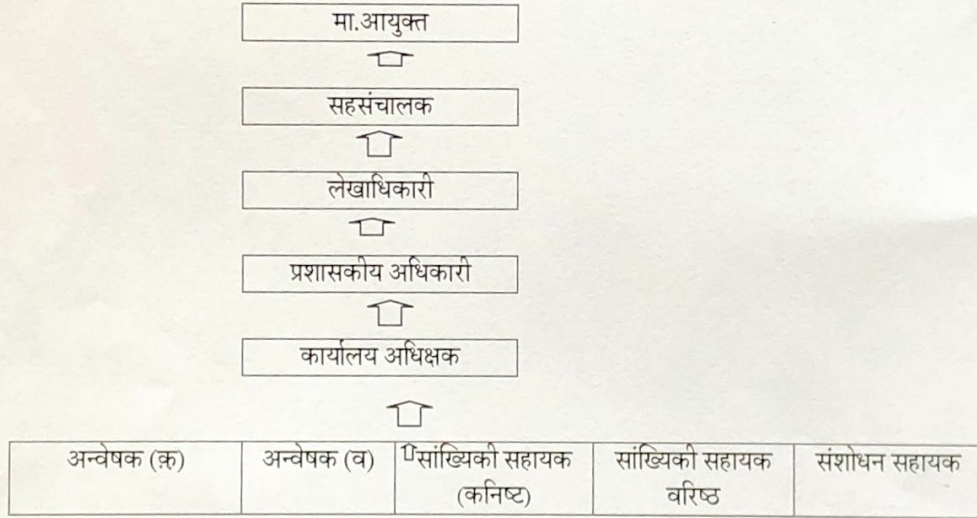 मा.आयुक्त
सहसंचालक
लेखाधिकारी
प्रशासकीय अधिकारी
कार्यालय अधिक्षक
अन्वेषक (क़) अन्वेषक (व) सांख्यिकी सहायक सांख्यिकी सहायक संशोधन सहायक
(कनिष्ट) वरिष्ठ